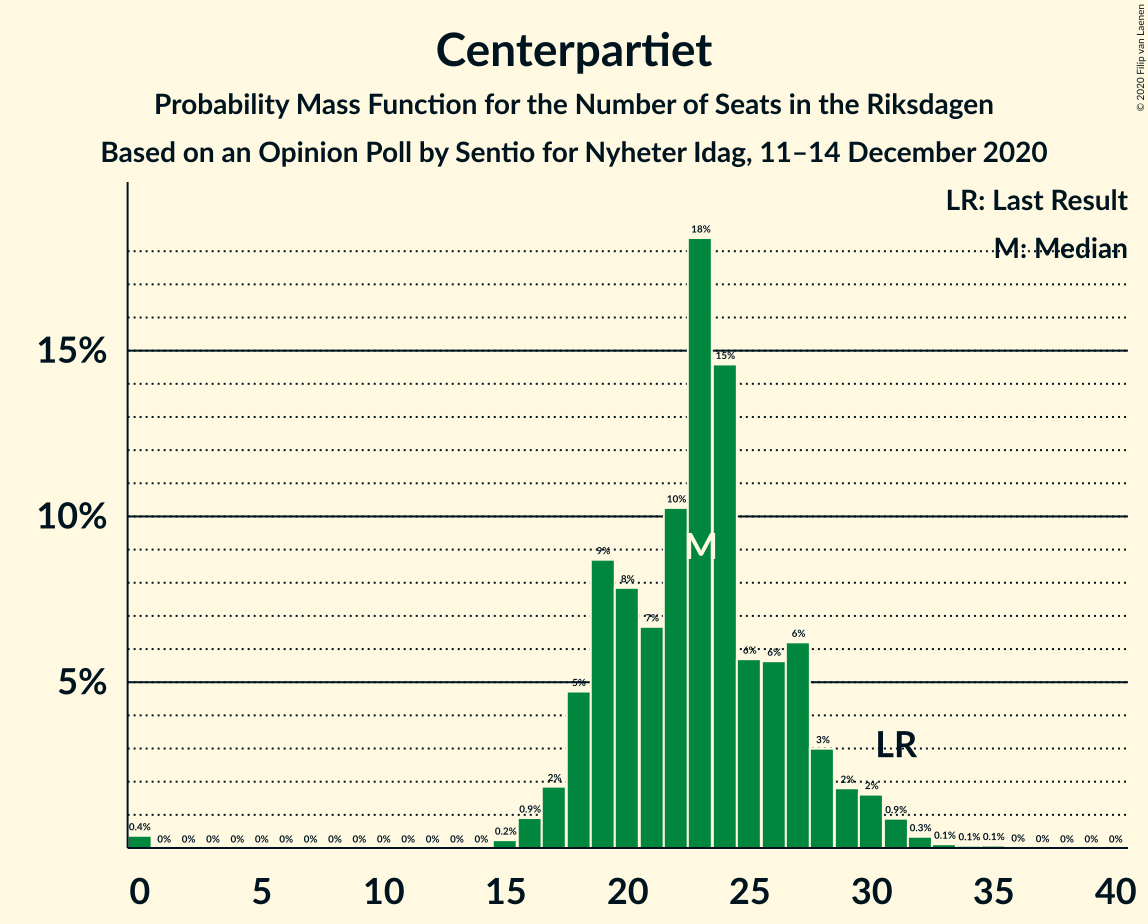 © 2020 Filip van Laenen
Centerpartiet
Probability Mass Function for the Number of Seats in the Riksdagen
Based on an Opinion Poll by Sentio for Nyheter Idag, 11–14 December 2020
LR: Last Result
M: Median
15%
10%
5%
0.4% 0% 0% 0% 0% 0% 0% 0% 0% 0% 0% 0% 0% 0% 0% 0.2% 0.9% 2% 5% 9% 8% 7% 10% 18% 15% 6% 6% 6% 3% 2% 2% 0.9% 0.3% 0.1% 0.1% 0.1% 0% 0% 0% 0% 0%
M
LR
0 5 10 15 20 25 30 35 40